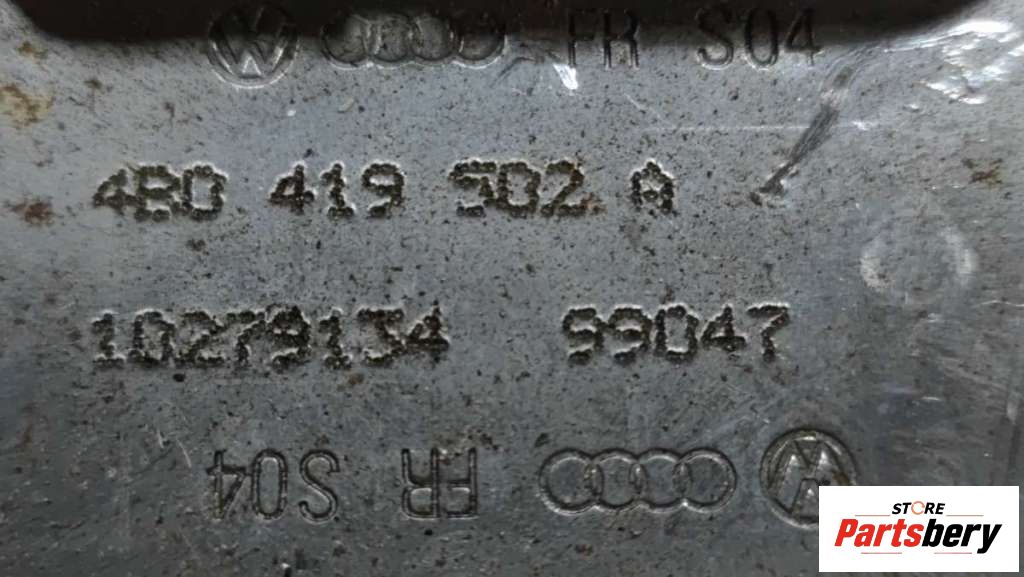 FR S04
4B0 419 502 A
10279134 99047
FR S04
STORE
Partsbery